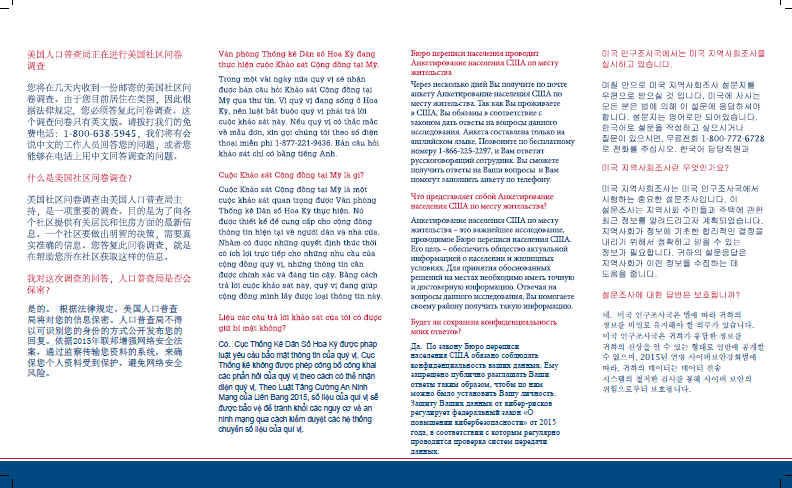 美国人口普查局正在进行美国社区问卷
调查
您将在几天内收到一份邮寄的美国社区问
卷调查。由于您目前居住在美国，因此根
据法律规定，您必须答复此问卷调查。这
个调查问卷只有英文版。请拨打我们的免
费电话：1-800-638-5945，我们将有会
说中文的工作人员回答您的问题，或者您
能够在电话上用中文回答调查的问题。
什么是美国社区问卷调查?
美国社区问卷调查由美国人口普查局主
持，是一项重要的调查。目的是为了向各
个社区提供有关居民和住房方面的最新信
息。一个社区要做出明智的决策，需要真
实准确的信息。您答复此问卷调查，就是
在帮助您所在社区获取这样的信息。
我对这次调查的回答，人口普查局是否会
保密?
是的。 根据法律规定，美国人口普查
局将对您的信息保密。人口普查局不得
以可识别您的身份的方式公开发布您的
回复。依据2015年联邦增强网络安全法
案，通过监察传输您资料的系统，来确
保您个人资料受到保护，避免网络安全
风险。
Văn phòng Thống kê Dân số Hoa Kỳ đang
thực hiện cuộc Khảo sát Cộng đồng tại Mỹ.
Trong một vài ngày nữa quý vị sẽ nhận
được bản câu hỏi Khảo sát Cộng đồng tại
Mỹ qua thư tín. Vì quý vị đang sống ở Hoa
Kỳ, nên luật bắt buộc quý vị phải trả lời
cuộc khảo sát này. Nếu quý vị có thắc mắc
về mẫu đơn, xin gọi chúng tôi theo số điện
thoại miễn phí 1-877-221-9436. Bản câu hỏi
khảo sát chỉ có bằng tiếng Anh.
Cuộc Khảo sát Cộng đồng tại Mỹ là gì?
Cuộc Khảo sát Cộng đồng tại Mỹ là một
cuộc khảo sát quan trọng được Văn phòng
Thống kê Dân số Hoa Kỳ thực hiện. Nó
được thiết kế để cung cấp cho cộng đồng
thông tin hiện tại về người dân và nhà cửa.
Nhằm có được những quyết định thức thời
có ích lợi trực tiếp cho những nhu cầu của
cộng đồng quý vị, những thông tin cần
được chính xác và đáng tin cậy. Bằng cách
trả lời cuộc khảo sát này, quý vị đang giúp
cộng đồng mình lấy được loại thông tin này.
Liệu các câu trả lời khảo sát của tôi có được
giữ bí mật không?
Có. Cục Thống Kê Dân Số Hoa Kỳ được pháp
luật yêu cầu bảo mật thông tin của quý vị. Cục
Thống kê không được phép công bố công khai
các phản hồi của quý vị theo cách có thể nhận
diện quý vị. Theo Luật Tăng Cường An Ninh
Mạng của Liên Bang 2015, số liệu của quí vị sẽ
được bảo vệ để tránh khỏi các nguy cơ về an
ninh mạng qua cách kiểm duyệt các hệ thống
chuyển số liệu của quí vị.
Бюро переписи населения проводит
Анкетирование населения США по месту
жительства
Через несколько дней Вы получите по почте
анкету Анкетирование населения США по
месту жительства. Так как Вы проживаете
в США, Вы обязаны в соответствие с
законом дать ответы на вопросы данного
исследования. Анкета составлена только на
английском языке. Позвоните по бесплатному
номеру 1-866-225-2297, и Вам ответит
русскоговорящий сотрудник. Вы сможете
получить ответы на Ваши вопросы и Вам
помогут заполнить анкету по телефону.
Что представляет собой Анкетирование
населения США по месту жительства?
Анкетирование населения США по месту
жительства – это важнейшее исследование,
проводимое Бюро переписи населения США.
Его цель – обеспечить общество актуальной
информацией о населении и жилищных
условиях. Для принятия обоснованных
решений на местах необходимо иметь точную
и достоверную информацию. Отвечая на
вопросы данного исследования, Вы помогаете
своему району получить такую информацию.
Будет ли сохранена конфиденциальность
моих ответов?
Да. По закону Бюро переписи
населения США обязано соблюдать
конфиденциальность ваших данных. Ему
запрещено публично разглашать Ваши
ответы таким образом, чтобы по ним
можно было установить Вашу личность.
Защиту Ваших данных от кибер-рисков
регулирует федеральный закон «О
повышении кибербезопасности» от 2015
года, в соответствии с которым регулярно
проводится проверка систем передачи
данных.
미국 인구조사국에서는 미국 지역사회조사를
실시하고 있습니다.
며칠 안으로 미국 지역사회조사 설문지를
우편으로 받으실 것 입니다. 미국에 사시는
모든 분은 법에 의해 이 설문에 응답하셔야
합니다. 설문지는 영어로만 되어있습니다.
한국어로 설문을 작성하고 싶으시거나
질문이 있으시면, 무료전화 1-800-772-6728
로 전화를 주십시오. 한국어 담당직원과
미국 지역사회조사란 무엇인가요?
미국 지역사회조사는 미국 인구조사국에서
시행하는 중요한 설문조사입니다. 이
설문조사는 지역사회 주민들과 주택에 관한
최근 정보를 알려드리고자 계획되었습니다.
지역사회가 정보에 기초한 합리적인 결정을
내리기 위해서 정확하고 믿을 수 있는
정보가 필요합니다. 귀하의 설문응답은
지역사회가 이런 정보를 수집하는 데
도움을 줍니다.
설문조사에 대한 답변은 보호됩니까?
네. 미국 인구조사국은 법에 따라 귀하의
정보를 비밀로 유지해야 할 의무가 있습니다.
미국 인구조사국은 귀하가 응답한 정보를
귀하의 신상을 알 수 있는 형태로 일반에 공개할
수 없으며, 2015년 연방 사이버보안강화법에
따라, 귀하의 데이터는 데이터 전송
시스템의 철저한 검사를 통해 사이버 보안의
위험으로부터 보호됩니다.